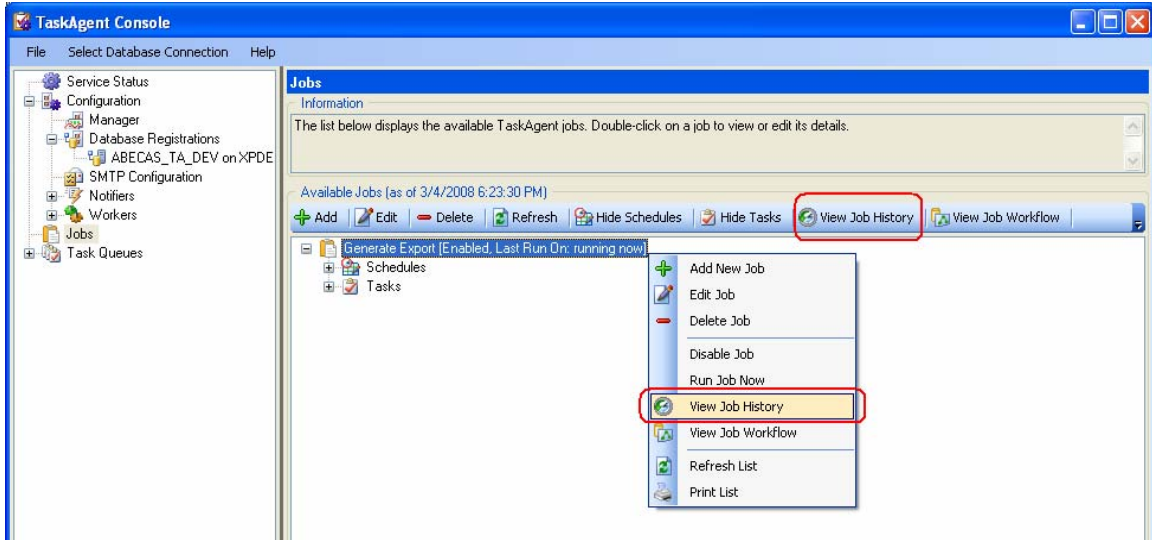 TaskAgent Console
File Select Database Connection Help
Service Status
Configuration
Manager
Database Registrations
ABECAS_TA_DEV on XPDE
SMTP Configuration
Notifiers
Workers
Jobs
Task Queues
Jobs
Information
The list below displays the available TaskAgent jobs. Double-click on a job to view or edit its details.
Available Jobs (as of 3/4/2008 6:23:30 PM)
Add Edit Delete Refresh Hide Schedules Hide Tasks View Job History View Job Workflow
Generate Export [Enabled, Last Run On: running now]
Schedules
Tasks
Add New Job
Edit Job
Delete Job
Disable Job
Run Job Now
View Job History
View Job Workflow
Refresh List
Print List